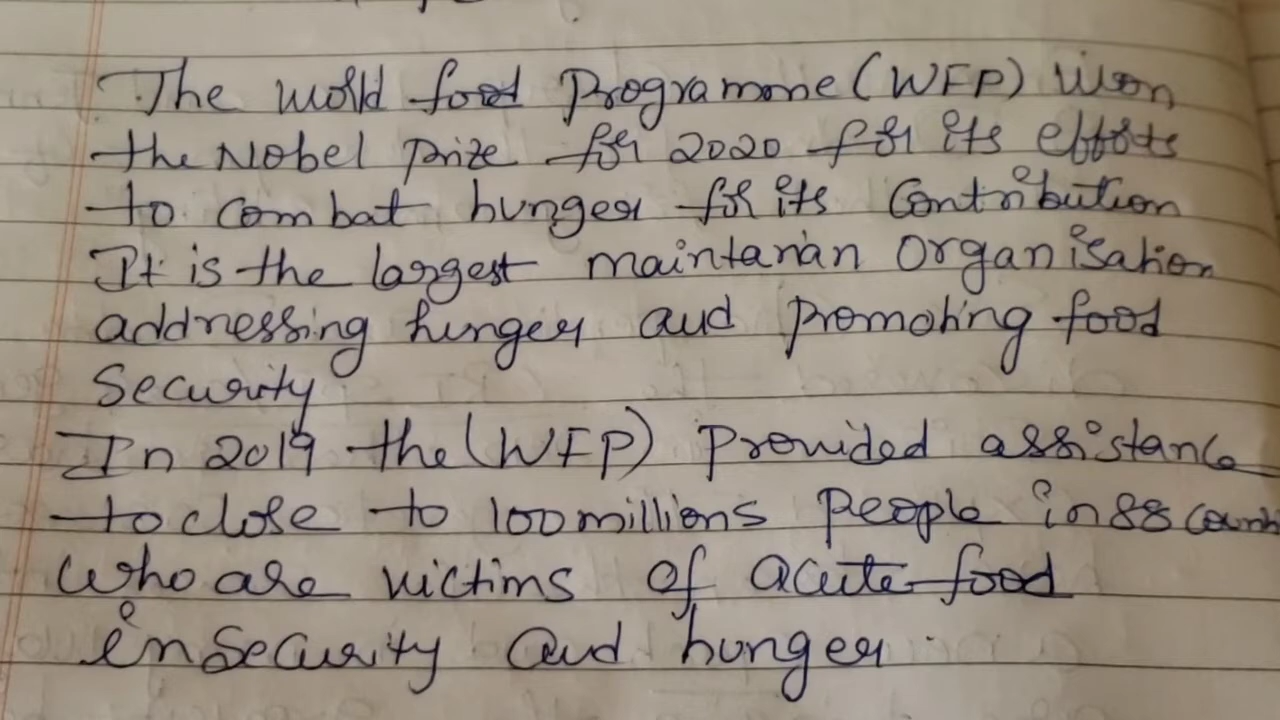 The world food Programme (WFP) won
the Nobel prize for 2020 for its efforts
to combat hunger for its Contribution
It is the largest maintarian organisation
addressing hunger and promoting food
Security
In 2019 the (WFP) Provided assistance
to close to 100 millions people in 88
who are victims of acute food
insecurity and hunger.